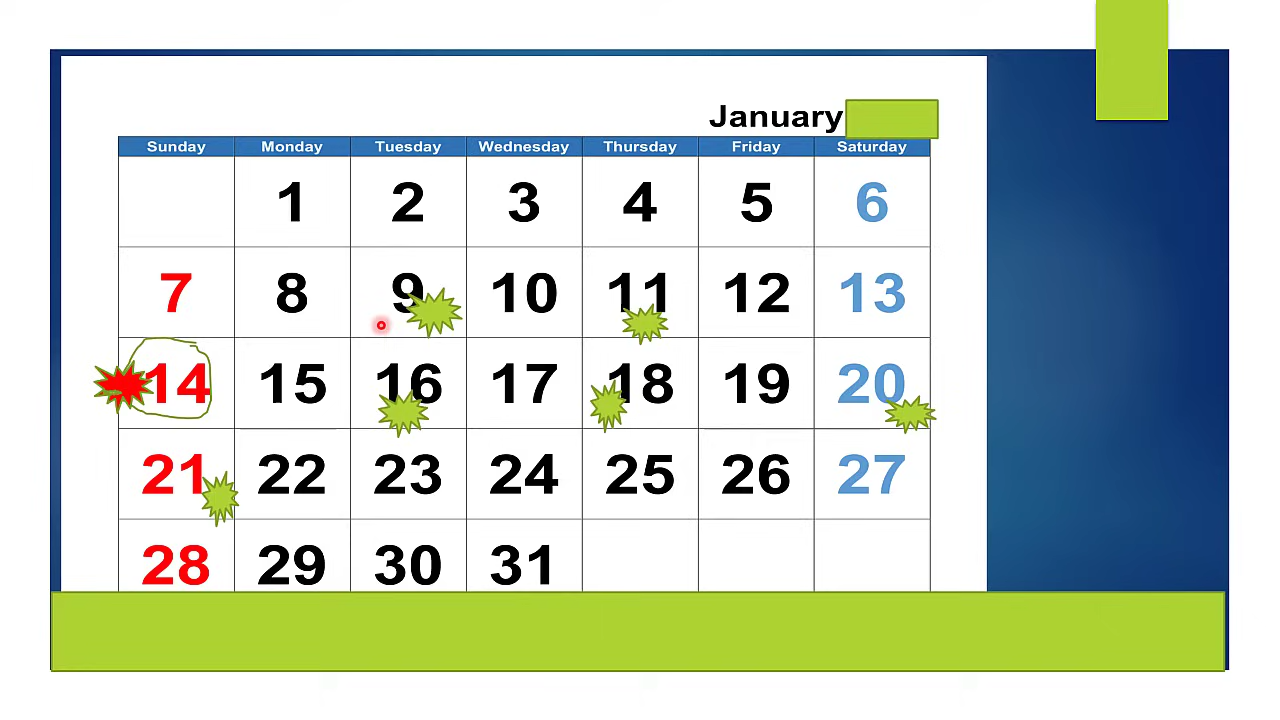 January
Sunday Monday Tuesday Wednesday Thursday Friday Saturday
1 2 3 4 5 6
7 8 9 10 11 12 13
14 15 16 17 18 19 20
21 22 23 24 25 26 27
28 29 30 31